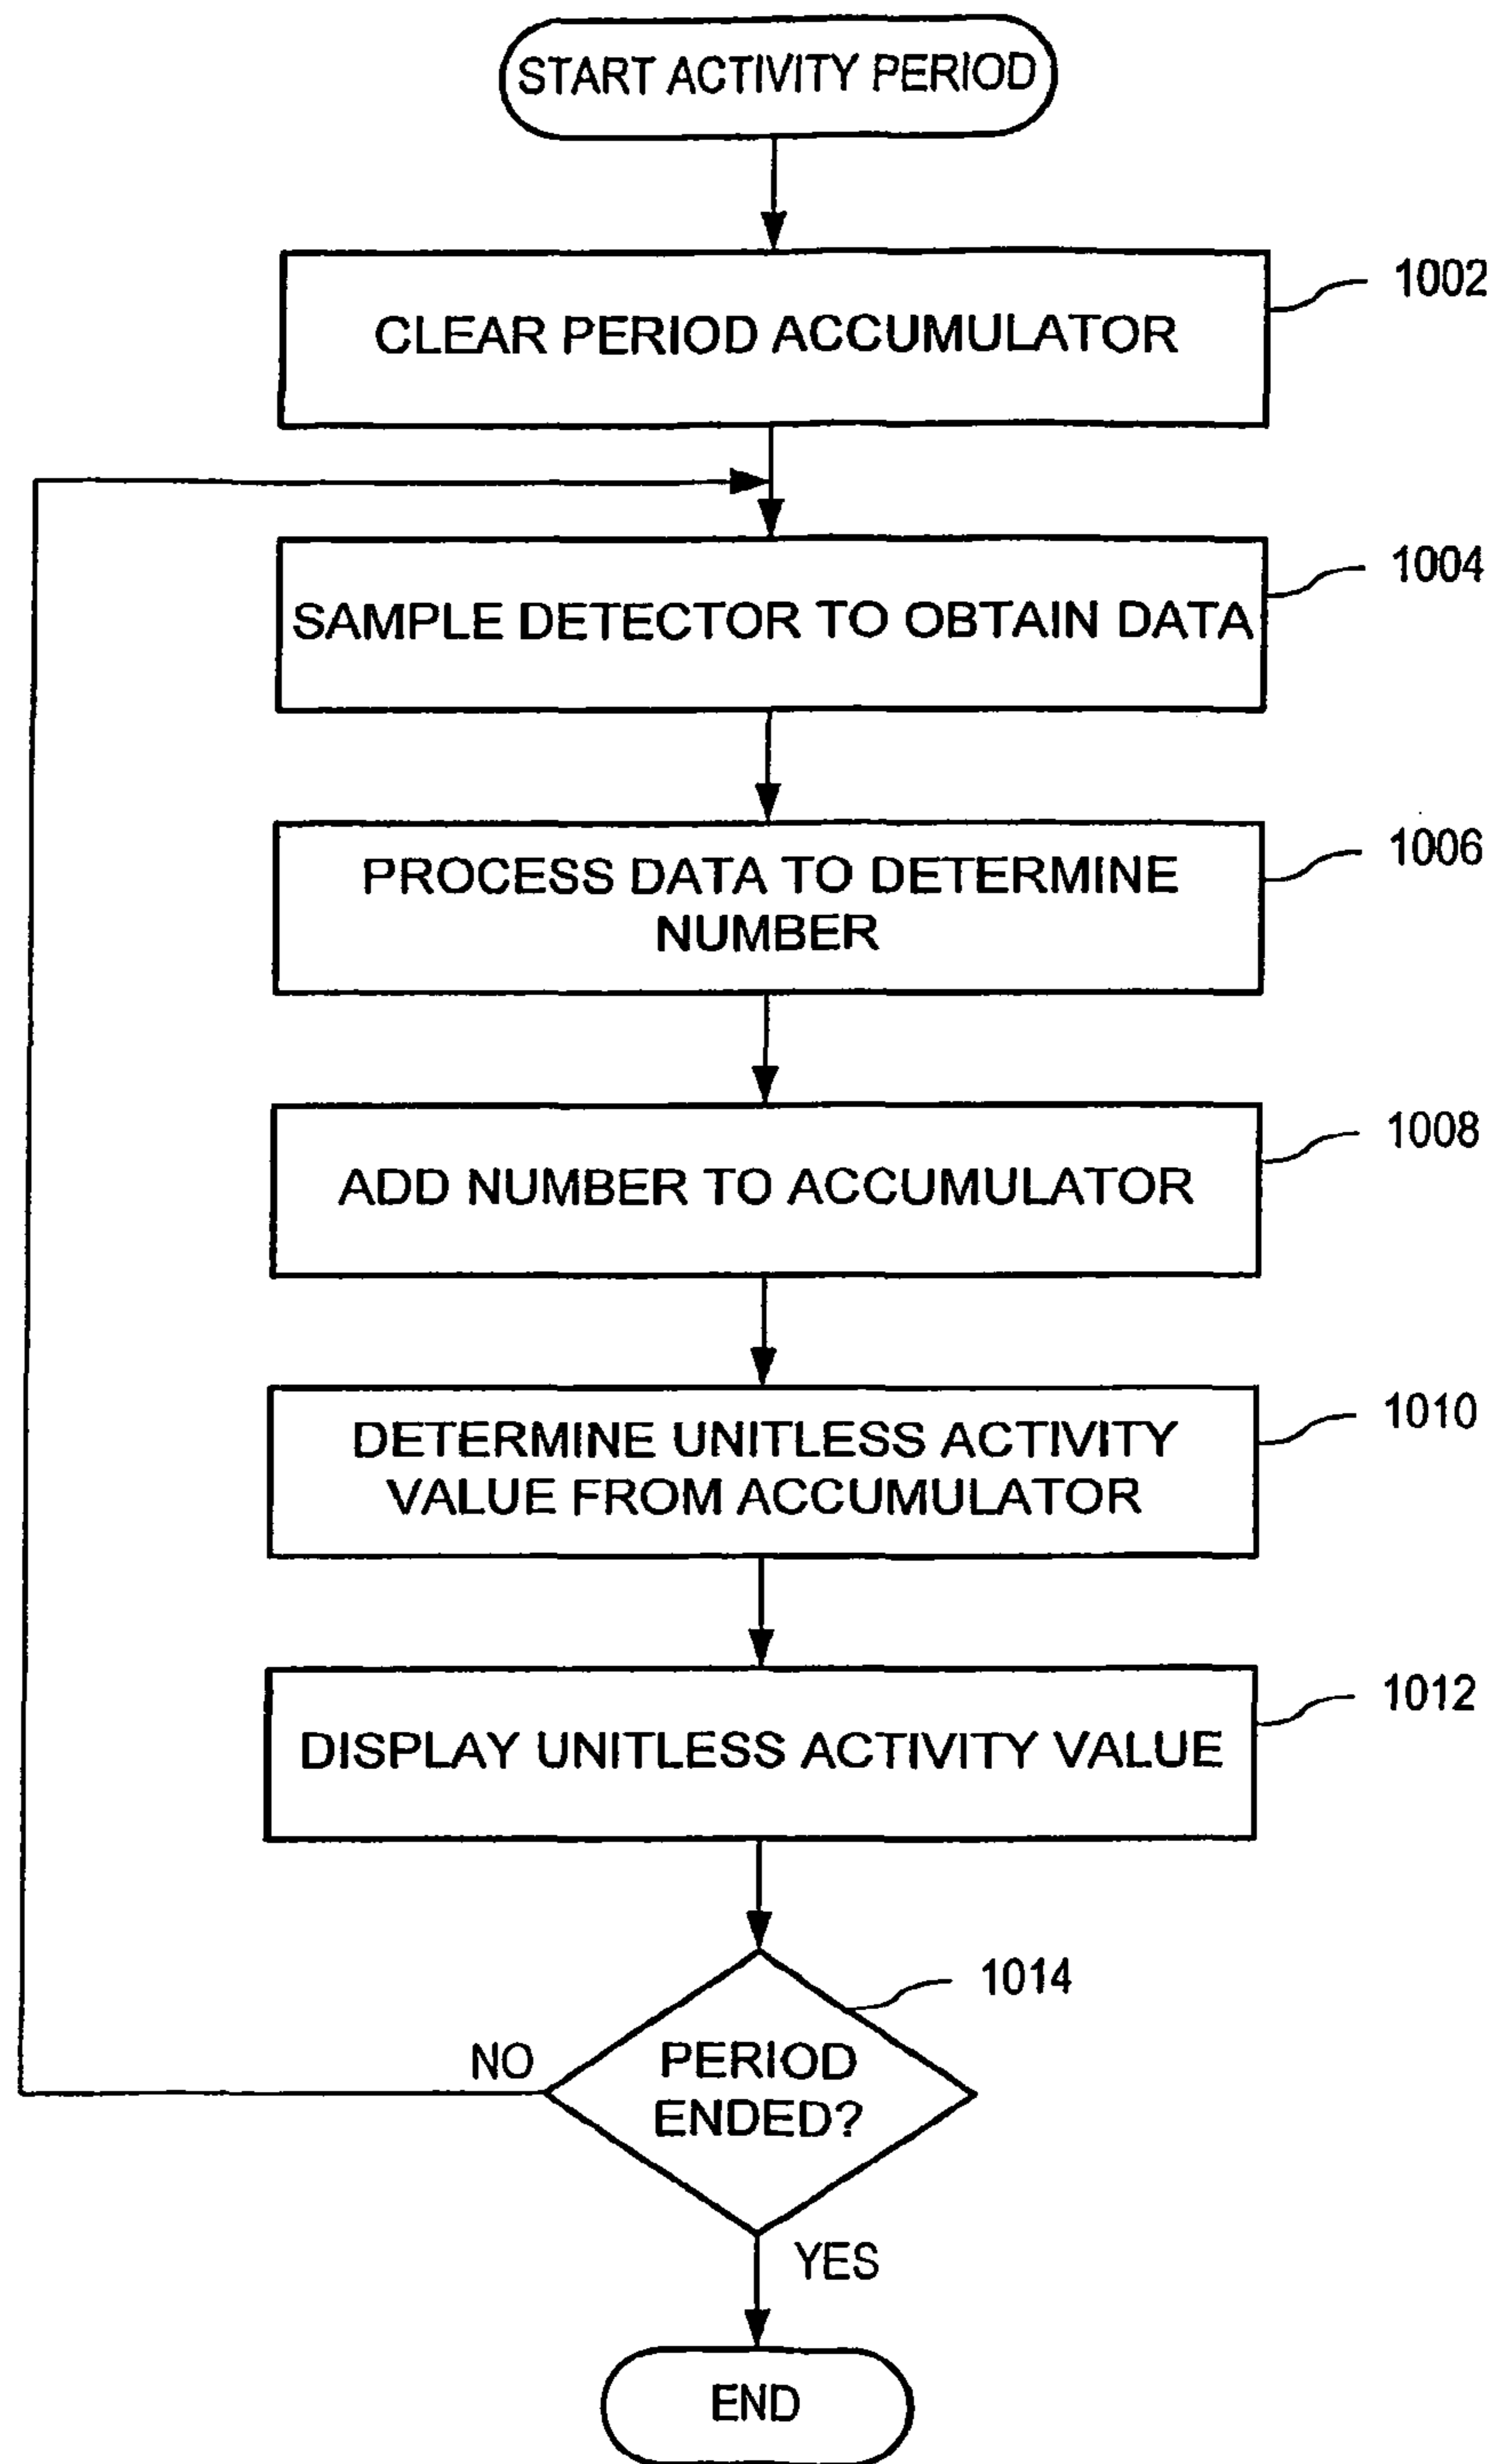 START ACTIVITY PERIOD
CLEAR PERIOD ACCUMULATOR
1002
SAMPLE DETECTOR TO OBTAIN DATA
1004
PROCESS DATA TO DETERMINE
NUMBER
1006
ADD NUMBER TO ACCUMULATOR
1008
DETERMINE UNITLESS ACTIVITY
VALUE FROM ACCUMULATOR
1010
DISPLAY UNITLESS ACTIVITY VALUE
1012
PERIOD
ENDED?
1014
NO
YES
END